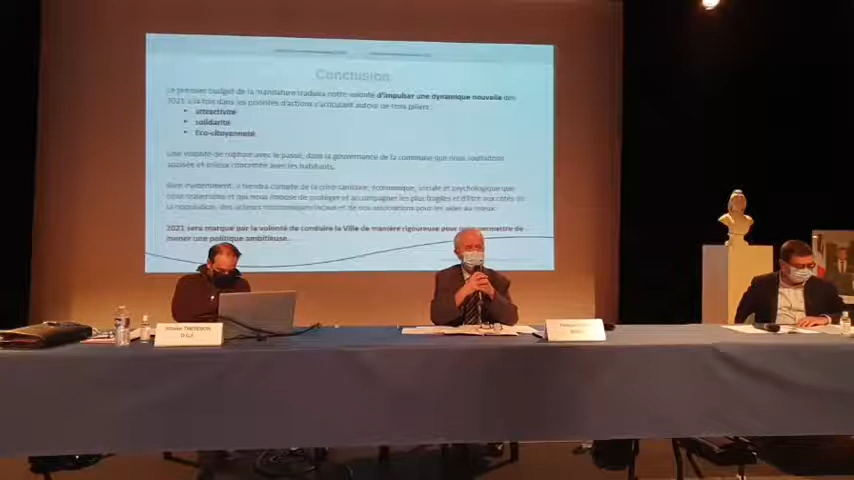 Conclusion
Le premier budget de la mandature traduira notre volonté d'impulser une dynamique nouvelle dès
2021 à la fois dans les priorités d'actions s'articulant autour de trois piliers :
• attractivité
• solidarité
• Eco-citoyenneté
Une volonté de rupture avec le passé, dans la gouvernance de la commune que nous souhaitons
apaisée et mieux concertée avec les habitants.
Bien évidemment, il tiendra compte de la crise sanitaire, économique, sociale et psychologique que
nous traversons et qui nous impose de protéger et accompagner les plus fragiles et d'être aux côtés de
la population, des acteurs économiques locaux et de nos associations pour les aider au mieux.
2021 sera marqué par la volonté de conduire la Ville de manière rigoureuse pour permettre de
mener une politique ambitieuse.
D.G.S